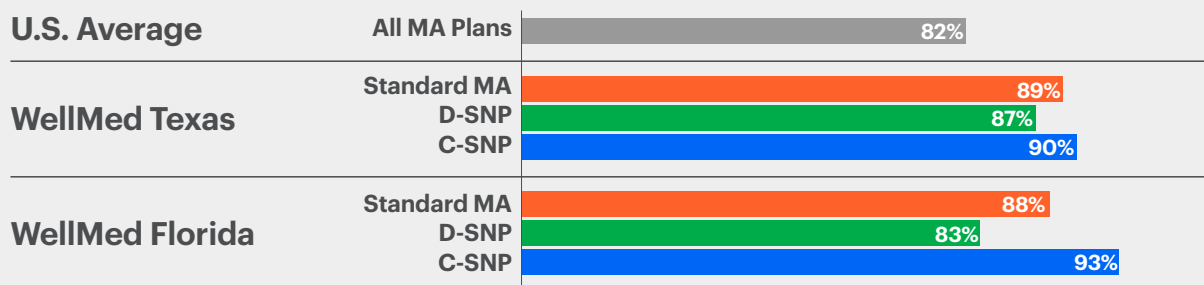 U.S. Average All MA Plans 82%
Standard MA 89%
WellMed Texas D-SNP 87%
C-SNP 90%
Standard MA 88%
WellMed Florida D-SNP 83%
C-SNP 93%